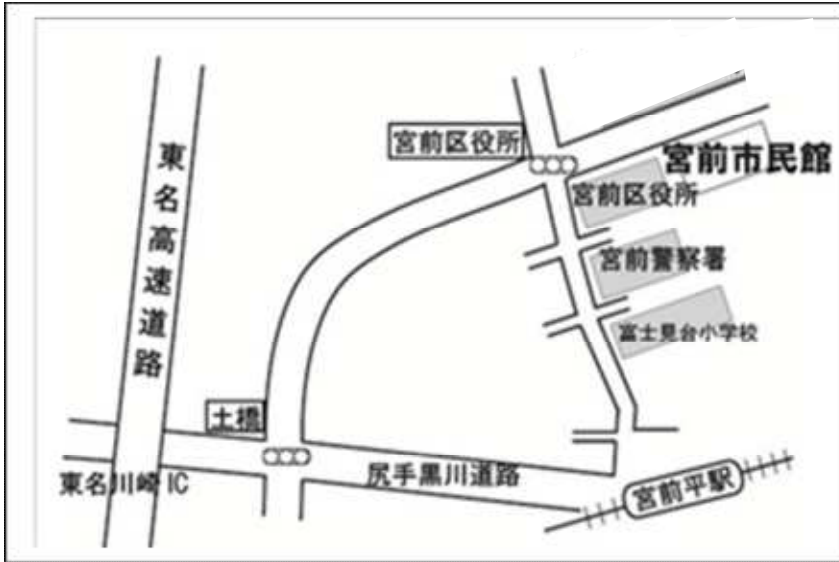 宮前区役所
宮前市民館
東名高速道路
宮前区役所
宮前警察署
富士見台小学校
土橋
東名川崎IC
尻手黒川道路
宮前平駅